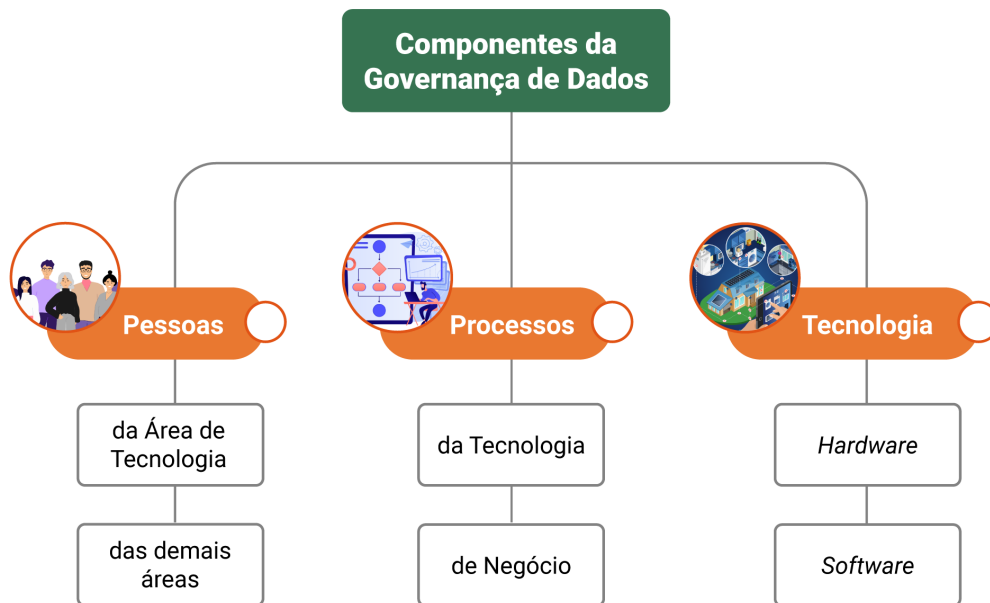 Componentes da
Governança de Dados
Pessoas
Processos
Tecnologia
da Área de
Tecnologia
da Tecnologia
Hardware
das demais
áreas
de Negócio
Software